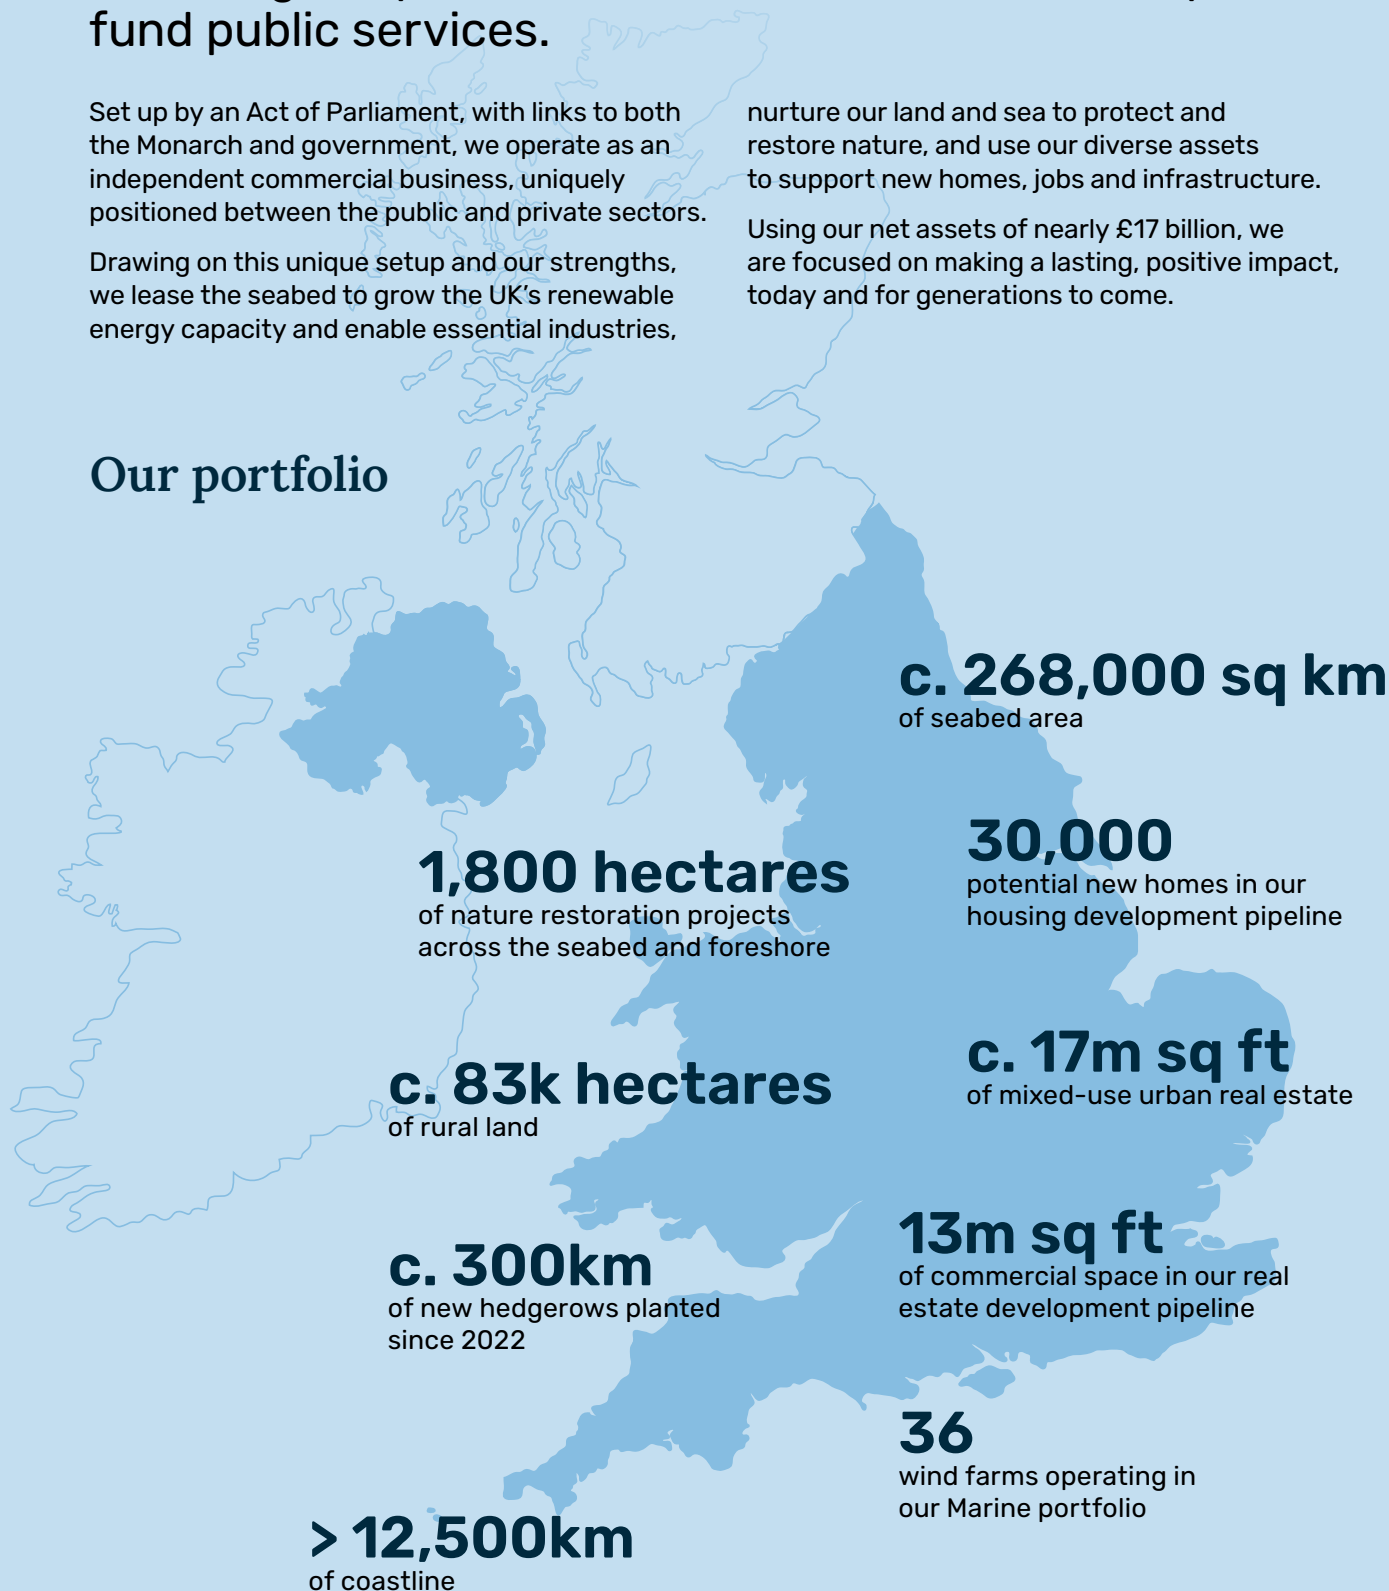 fund public services.
Set up by an Act of Parliament, with links to both
the Monarch and government, we operate as an
independent commercial business, uniquely
positioned between the public and private sectors.
Drawing on this unique setup and our strengths,
we lease the seabed to grow the UK’s renewable
energy capacity and enable essential industries,
nurture our land and sea to protect and
restore nature, and use our diverse assets
to support new homes, jobs and infrastructure.
Using our net assets of nearly £17 billion, we
are focused on making a lasting, positive impact,
today and for generations to come.
Our portfolio
c. 268,000 sq km
of seabed area
30,000
potential new homes in our
housing development pipeline
1,800 hectares
of nature restoration projects
across the seabed and foreshore
c. 17m sq ft
of mixed-use urban real estate
c. 83k hectares
of rural land
13m sq ft
of commercial space in our real
estate development pipeline
c. 300km
of new hedgerows planted
since 2022
36
wind farms operating in
our Marine portfolio
> 12,500km
of coastline